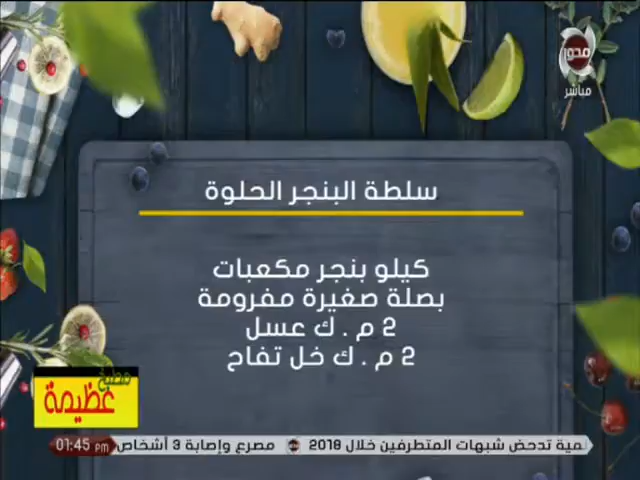 محور
مباشر
سلطة البنجر الحلوة
كيلو بنجر مكعبات
بصلة صغيرة مفرومة
2 م . ك عسل
2 م . ك خل تفاح
مطبخ
عظيمة
01:45 pm
مية تدحض شبهات المتطرفين خلال 2018 مصرع وإصابة 3 أشخاص